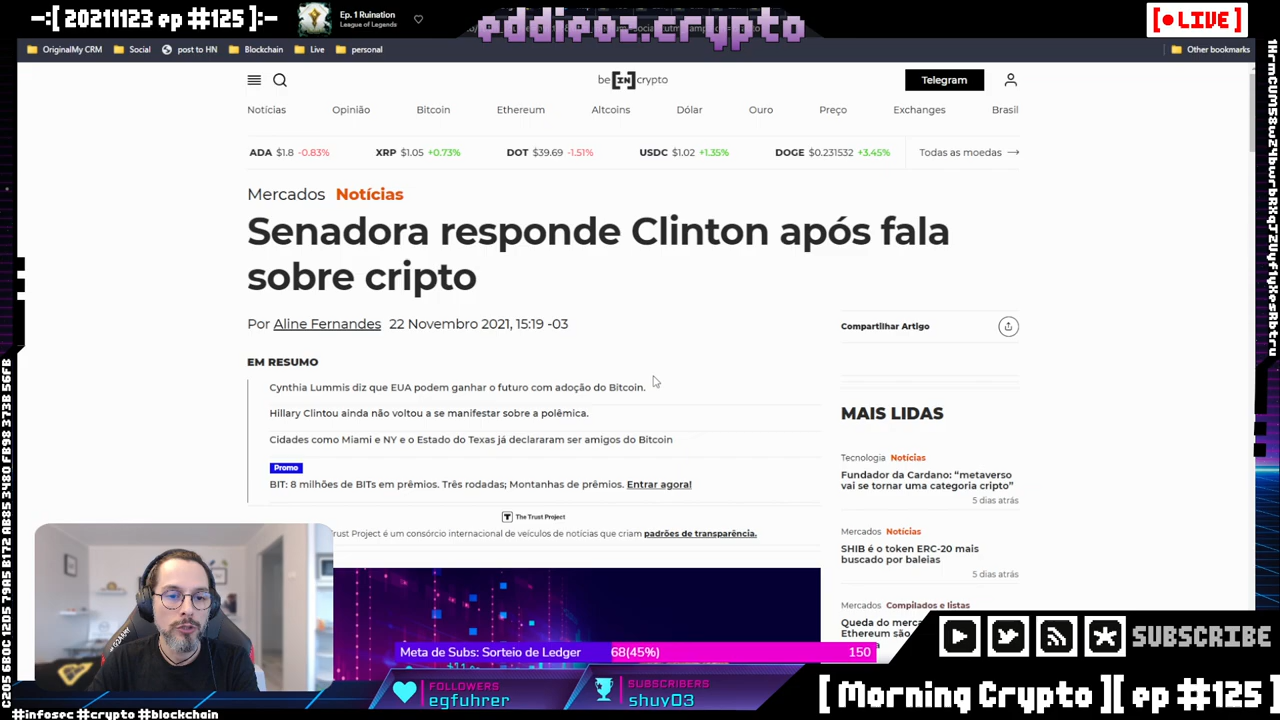 -:[ 20211123 ep #125 ]:-
Ep. 1 Ruination
League of Legends
eddieoz.crypto
[ LIVE ]
OriginalMy CRM
Social
post to HN
Blockchain
Live
personal
Other bookmarks
be[IN]crypto
Telegram
Notícias Opinião Bitcoin Ethereum Altcoins Dólar Ouro Preço Exchanges Brasil
ADA $1.8 -0.83% XRP $1.05 +0.73% DOT $39.69 -1.51% USDC $1.02 +1.35% DOGE $0.231532 +3.45% Todas as moedas →
Mercados Notícias
Senadora responde Clinton após fala
sobre cripto
Por Aline Fernandes 22 Novembro 2021, 15:19 -03
Compartilhar Artigo
EM RESUMO
Cynthia Lummis diz que EUA podem ganhar o futuro com adoção do Bitcoin.
Hillary Clintou ainda não voltou a se manifestar sobre a polêmica.
Cidades como Miami e NY e o Estado do Texas já declararam ser amigos do Bitcoin
Promo
BIT: 8 milhões de BITs em prêmios. Três rodadas; Montanhas de prêmios. Entrar agora!
The Trust Project
Project é um consórcio internacional de veículos de notícias que criam padrões de transparência.
MAIS LIDAS
Tecnologia Notícias
Fundador da Cardano: “metaverso
vai se tornar uma categoria cripto”
5 dias atrás
Mercados Notícias
SHIB é o token ERC-20 mais
buscado por baleias
5 dias atrás
Mercados Compilados e listas
Queda do
Ethereum são
Meta de Subs: Sorteio de Ledger 68(45%) 150
FOLLOWERS
egfuhrer
SUBSCRIBERS
shuy03
SUBSCRIBE
[ Morning Crypto ][ ep #125 ]
#infosec #crypto #blockchain